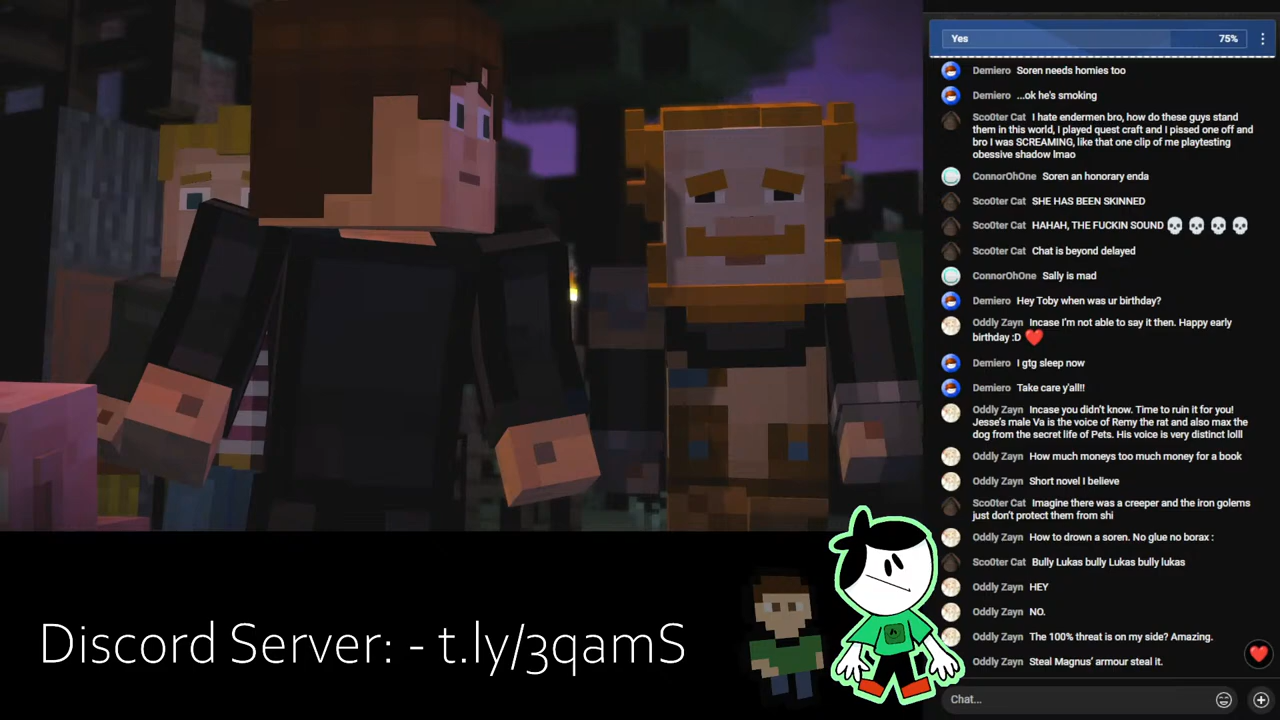 Yes 75%
Demiero Soren needs homies too
Demiero ...ok he's smoking
Sco0ter Cat I hate endermen bro, how do these guys stand
them in this world, I played quest craft and I pissed one off and
bro I was SCREAMING, like that one clip of me playtesting
obessive shadow lmao
ConnorOhOne Soren an honorary enda
Sco0ter Cat SHE HAS BEEN SKINNED
Sco0ter Cat HAHAH, THE FUCKIN SOUND 💀 💀 💀 💀
Sco0ter Cat Chat is beyond delayed
ConnorOhOne Sally is mad
Demiero Hey Toby when was ur birthday?
Oddly Zayn Incase I'm not able to say it then. Happy early
birthday :D ❤️
Demiero I gtg sleep now
Demiero Take care y'all!!
Oddly Zayn Incase you didn't know. Time to ruin it for you!
Jesse's male Va is the voice of Remy the rat and also max the
dog from the secret life of Pets. His voice is very distinct lolll
Oddly Zayn How much moneys too much money for a book
Oddly Zayn Short novel I believe
Sco0ter Cat Imagine there was a creeper and the iron golems
just don't protect them from shi
Oddly Zayn How to drown a soren. No glue no borax :
Sco0ter Cat Bully Lukas bully Lukas bully lukas
Oddly Zayn HEY
Oddly Zayn NO.
Oddly Zayn The 100% threat is on my side? Amazing.
Oddly Zayn Steal Magnus' armour steal it.
Chat...
Discord Server: - t.ly/3qamS